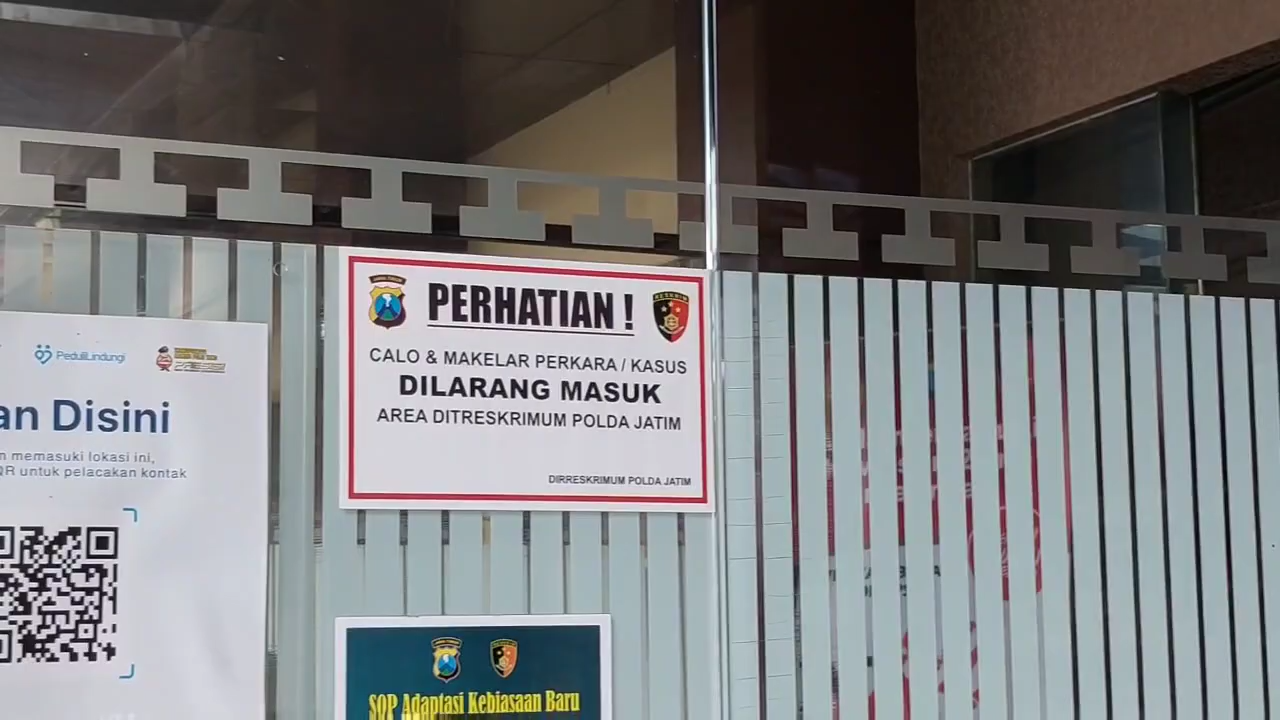 PERHATIAN !
CALO & MAKELAR PERKARA / KASUS
DILARANG MASUK
AREA DITRESKRIMUM POLDA JATIM
DIRRESKRIMUM POLDA JATIM
PeduliLindungi
an Disini
n memasuki lokasi ini,
QR untuk pelacakan kontak
SOP Adaptasi Kebiasaan Baru